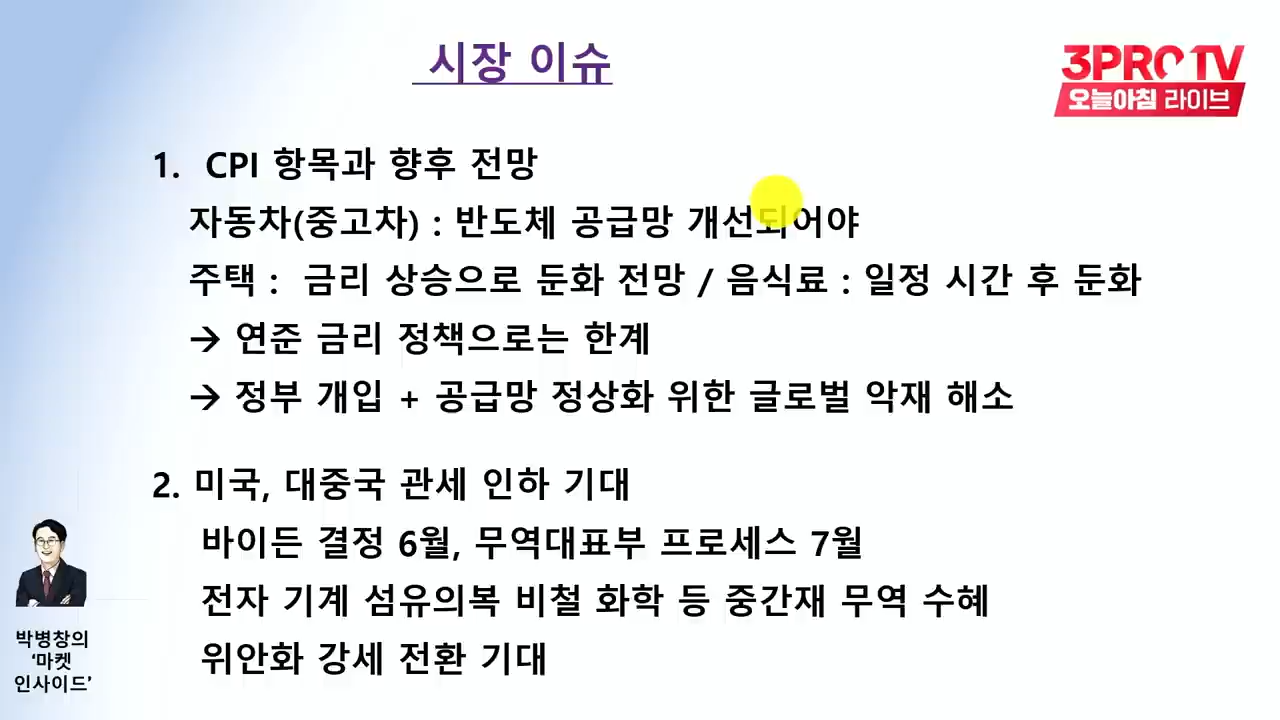 시장 이슈
3PRO TV
오늘아침 라이브
1. CPI 항목과 향후 전망
자동차(중고차) : 반도체 공급망 개선되어야
주택 : 금리 상승으로 둔화 전망 / 음식료 : 일정 시간 후 둔화
→ 연준 금리 정책으로는 한계
→ 정부 개입 + 공급망 정상화 위한 글로벌 악재 해소
2. 미국, 대중국 관세 인하 기대
바이든 결정 6월, 무역대표부 프로세스 7월
전자 기계 섬유의복 비철 화학 등 중간재 무역 수혜
위안화 강세 전환 기대
박병창의
‘마켓
인사이드’